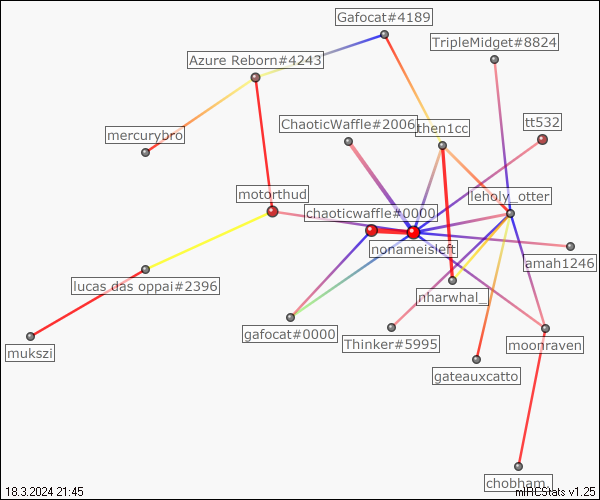 Gafocat#4189
TripleMidget#8824
Azure Reborn#4243
ChaoticWaffle#2006
then1cc
tt532
mercurybro
motorthud
leholy_otter
chaoticwaffle#0000
nonameisleft
amah1246
lucas das oppai#2396
nharwhal_
gafocat#0000
Thinker#5995
moonraven
mukszi
gateauxcatto
chobham.
18.3.2024 21:45
mIRCStats v1.25